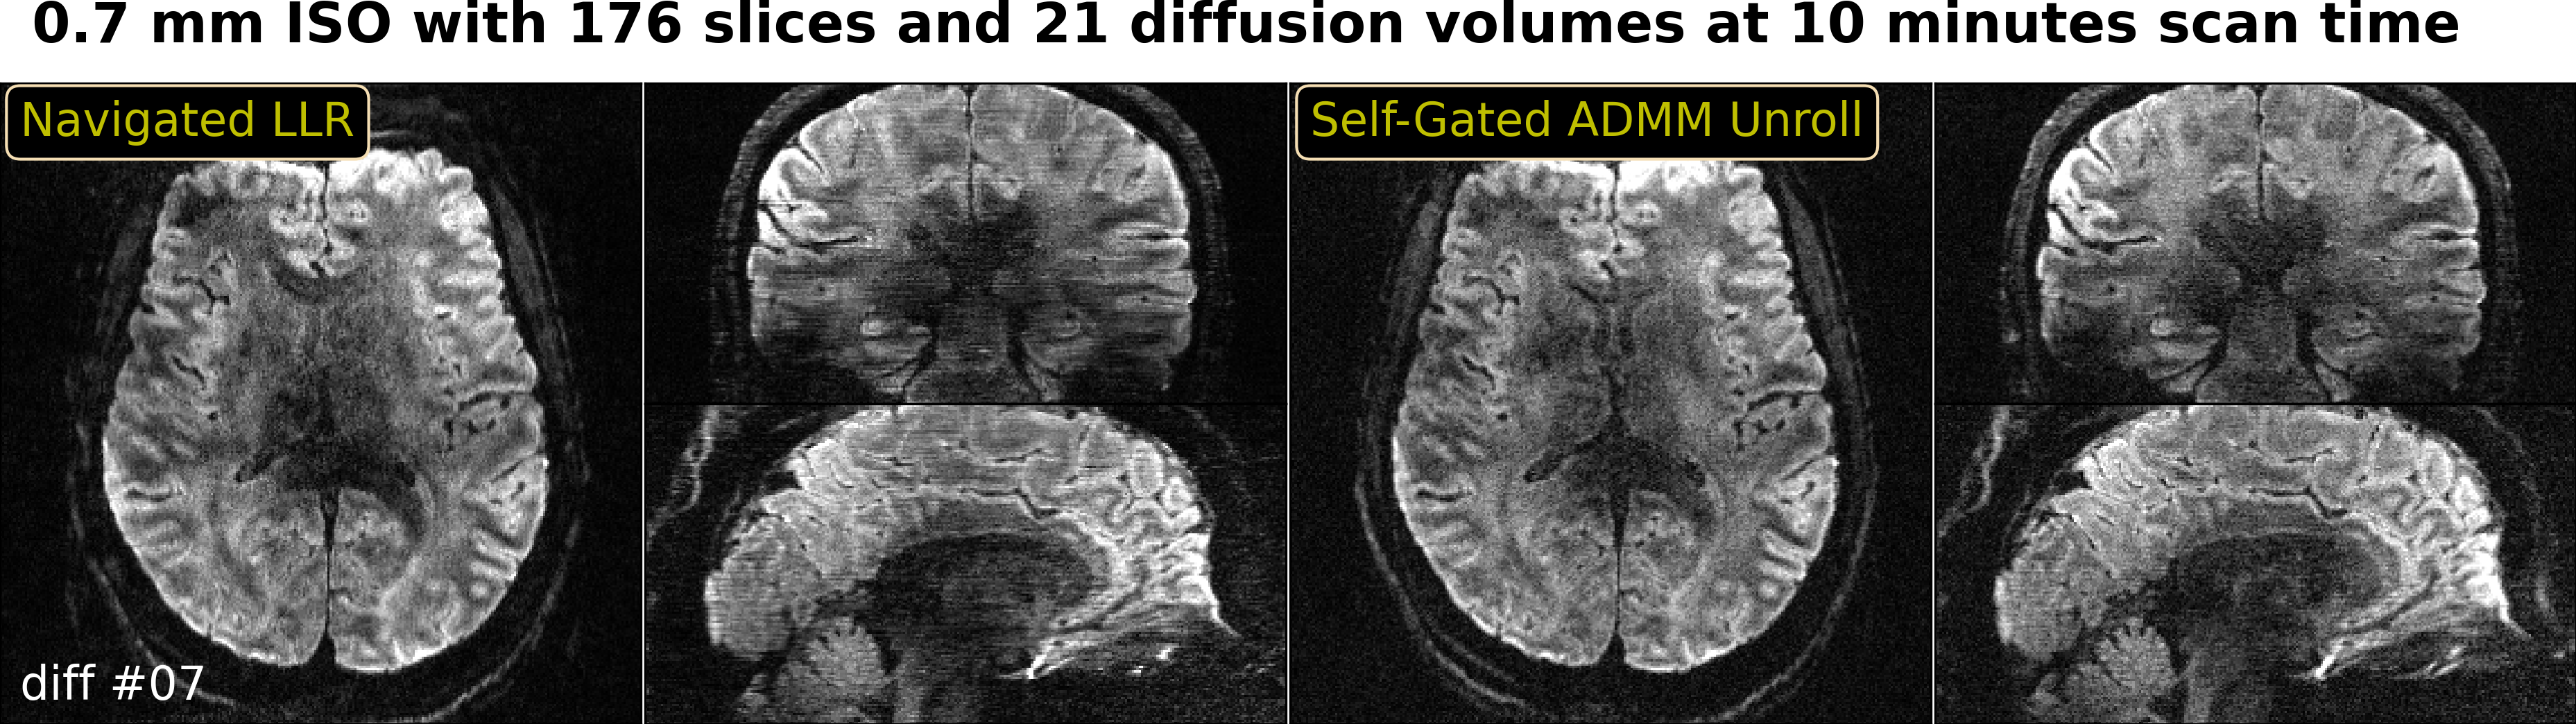 0.7 mm ISO with 176 slices and 21 diffusion volumes at 10 minutes scan time
Navigated LLR
Self-Gated ADMM Unroll
diff #07